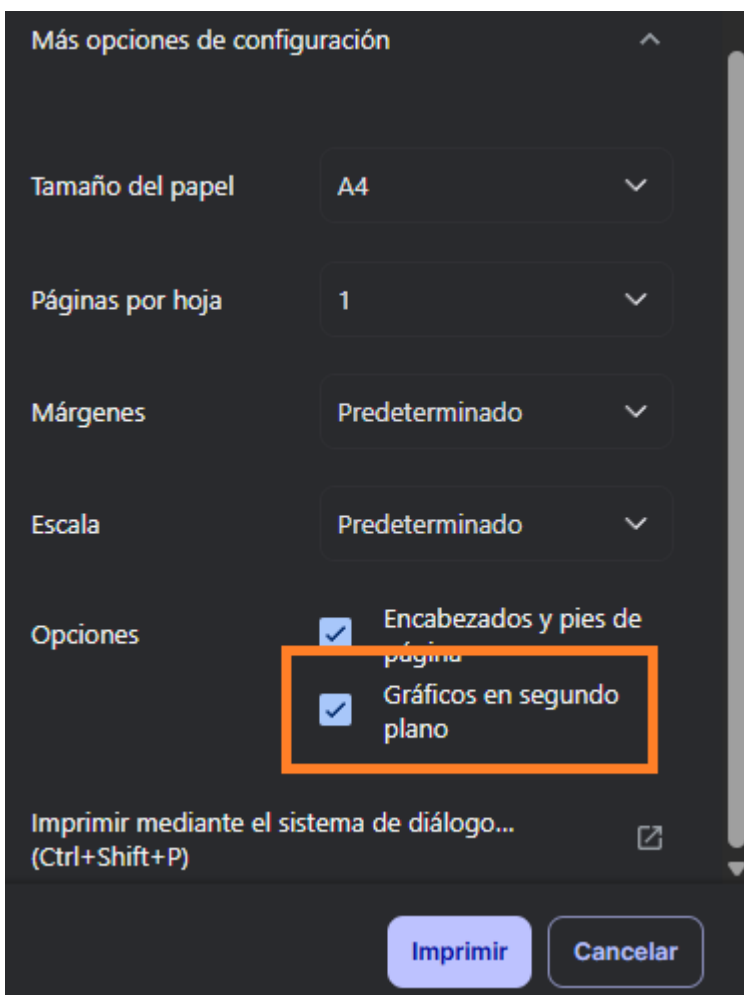 Más opciones de configuración
Tamaño del papel A4
Páginas por hoja 1
Márgenes Predeterminado
Escala Predeterminado
Opciones
Encabezados y pies de
página
Gráficos en segundo
plano
Imprimir mediante el sistema de diálogo...
(Ctrl+Shift+P)
Imprimir Cancelar